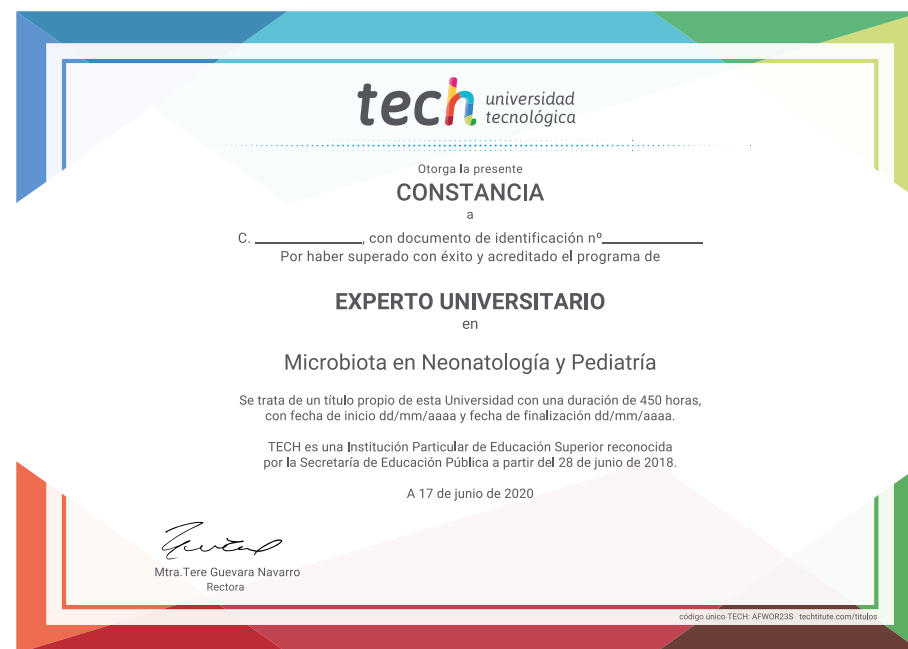 tech universidad
tecnológica
Otorga la presente
CONSTANCIA
a
C. ____________, con documento de identificación nº____________
Por haber superado con éxito y acreditado el programa de
EXPERTO UNIVERSITARIO
en
Microbiota en Neonatología y Pediatría
Se trata de un título propio de esta Universidad con una duración de 450 horas,
con fecha de inicio dd/mm/aaaa y fecha de finalización dd/mm/aaaa.
TECH es una Institución Particular de Educación Superior reconocida
por la Secretaría de Educación Pública a partir del 28 de junio de 2018.
A 17 de junio de 2020
Mtra.Tere Guevara Navarro
Rectora
código único TECH: AFWOR23S techtitute.com/titulos